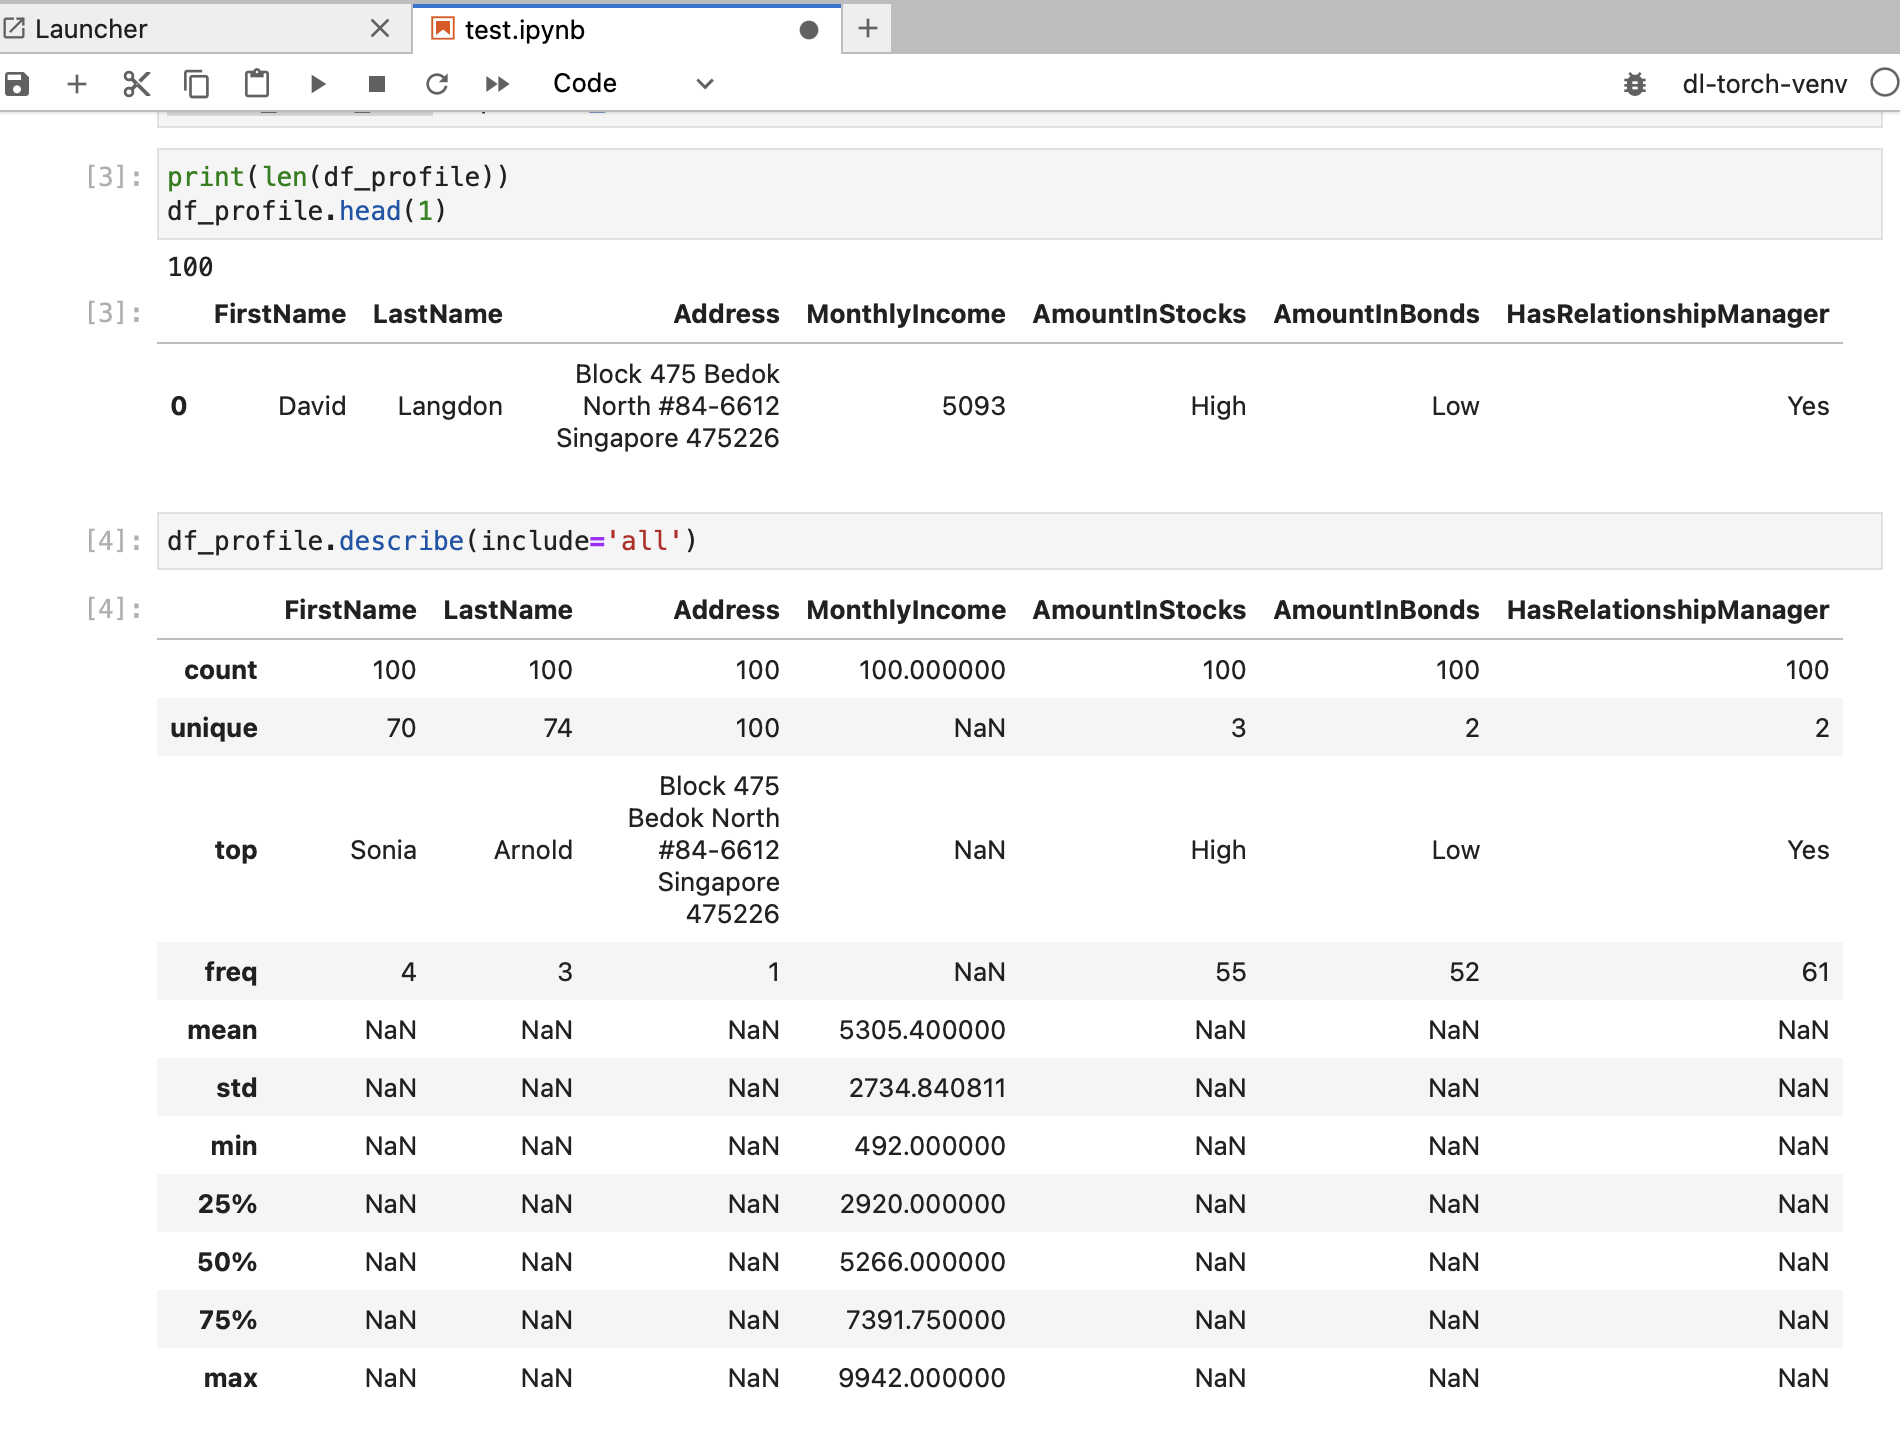 Launcher
test.ipynb
Code
dl-torch-venv
[3]:
print(len(df_profile))
df_profile.head(1)
100
[3]:
FirstName LastName Address MonthlyIncome AmountInStocks AmountInBonds HasRelationshipManager
0 David Langdon Block 475 Bedok North #84-6612 Singapore 475226 5093 High Low Yes
[4]:
df_profile.describe(include='all')
[4]:
FirstName LastName Address MonthlyIncome AmountInStocks AmountInBonds HasRelationshipManager
count 100 100 100 100.000000 100 100 100
unique 70 74 100 NaN 3 2 2
top Sonia Arnold Block 475 Bedok North #84-6612 Singapore 475226 NaN High Low Yes
freq 4 3 1 NaN 55 52 61
mean NaN NaN NaN 5305.400000 NaN NaN NaN
std NaN NaN NaN 2734.840811 NaN NaN NaN
min NaN NaN NaN 492.000000 NaN NaN NaN
25% NaN NaN NaN 2920.000000 NaN NaN NaN
50% NaN NaN NaN 5266.000000 NaN NaN NaN
75% NaN NaN NaN 7391.750000 NaN NaN NaN
max NaN NaN NaN 9942.000000 NaN NaN NaN